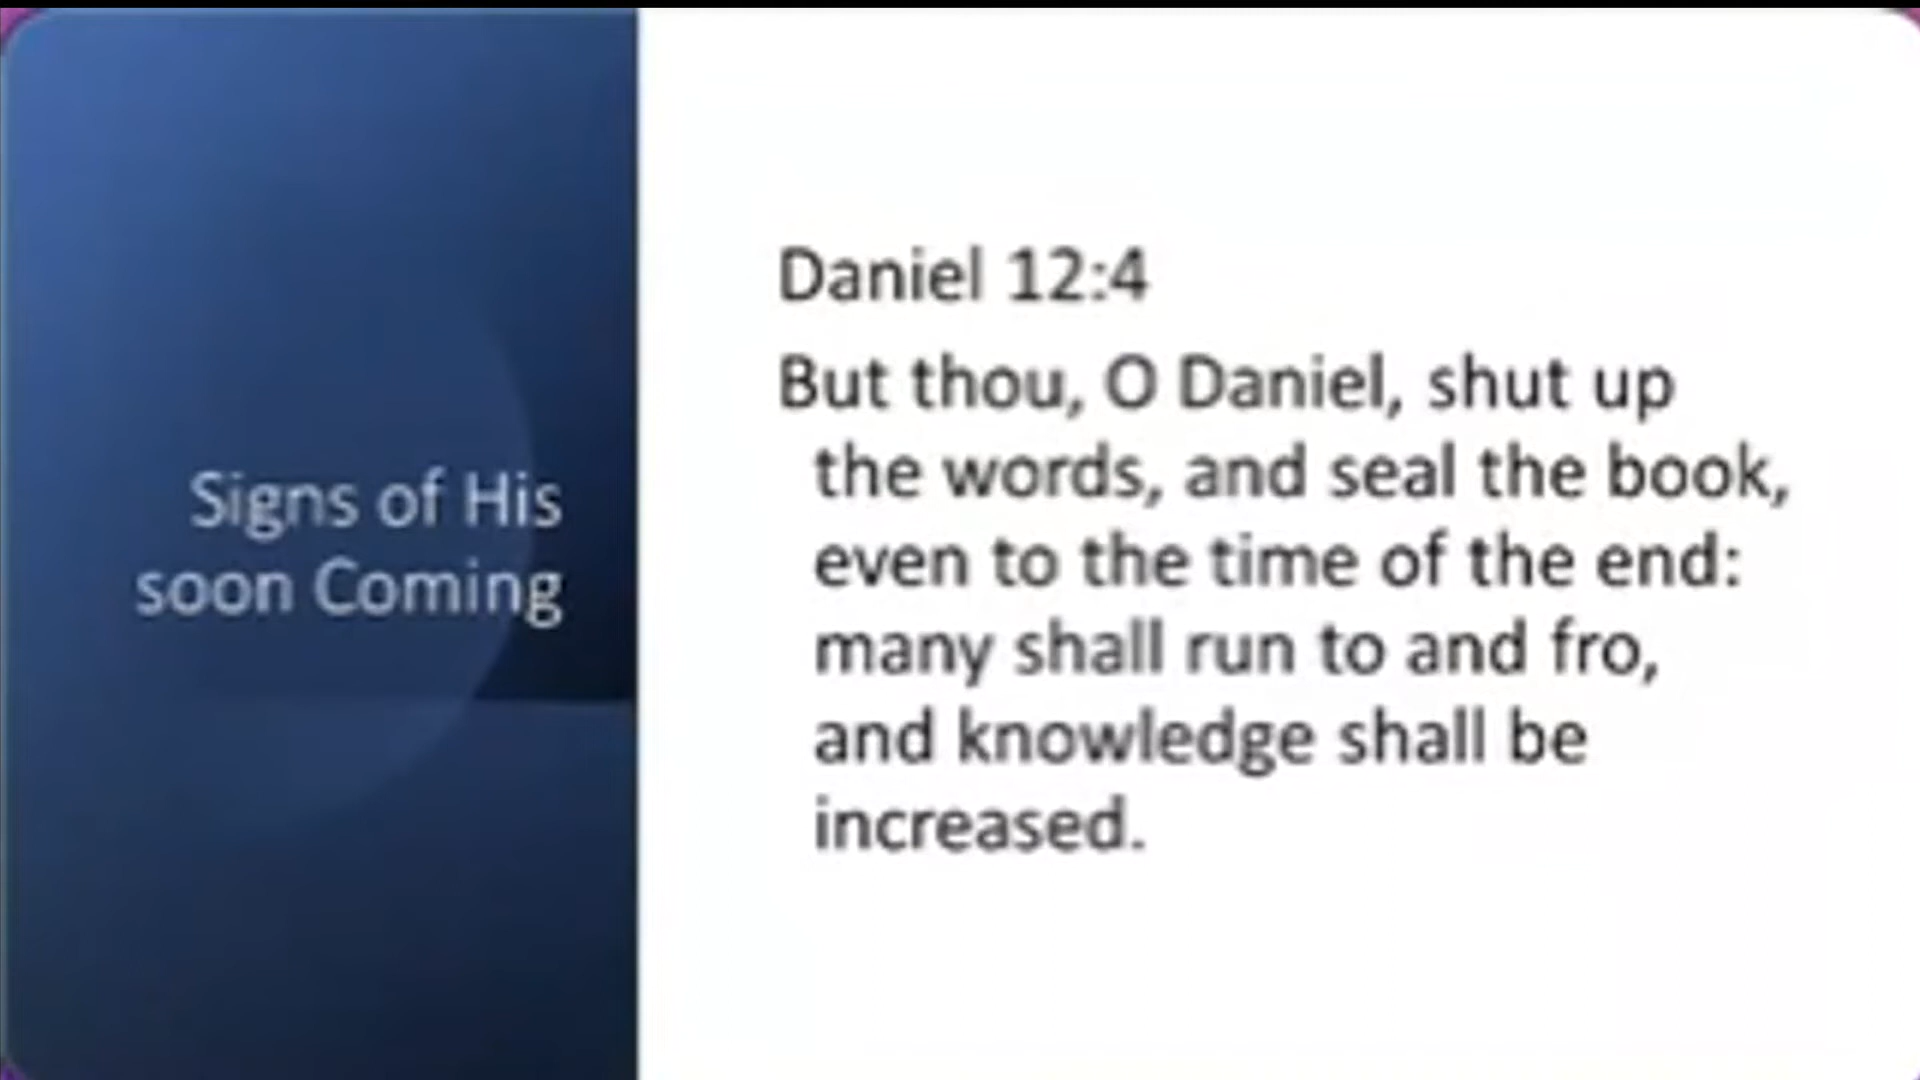 Signs of His
soon Coming
Daniel 12:4
But thou, O Daniel, shut up
the words, and seal the book,
even to the time of the end:
many shall run to and fro,
and knowledge shall be
increased.